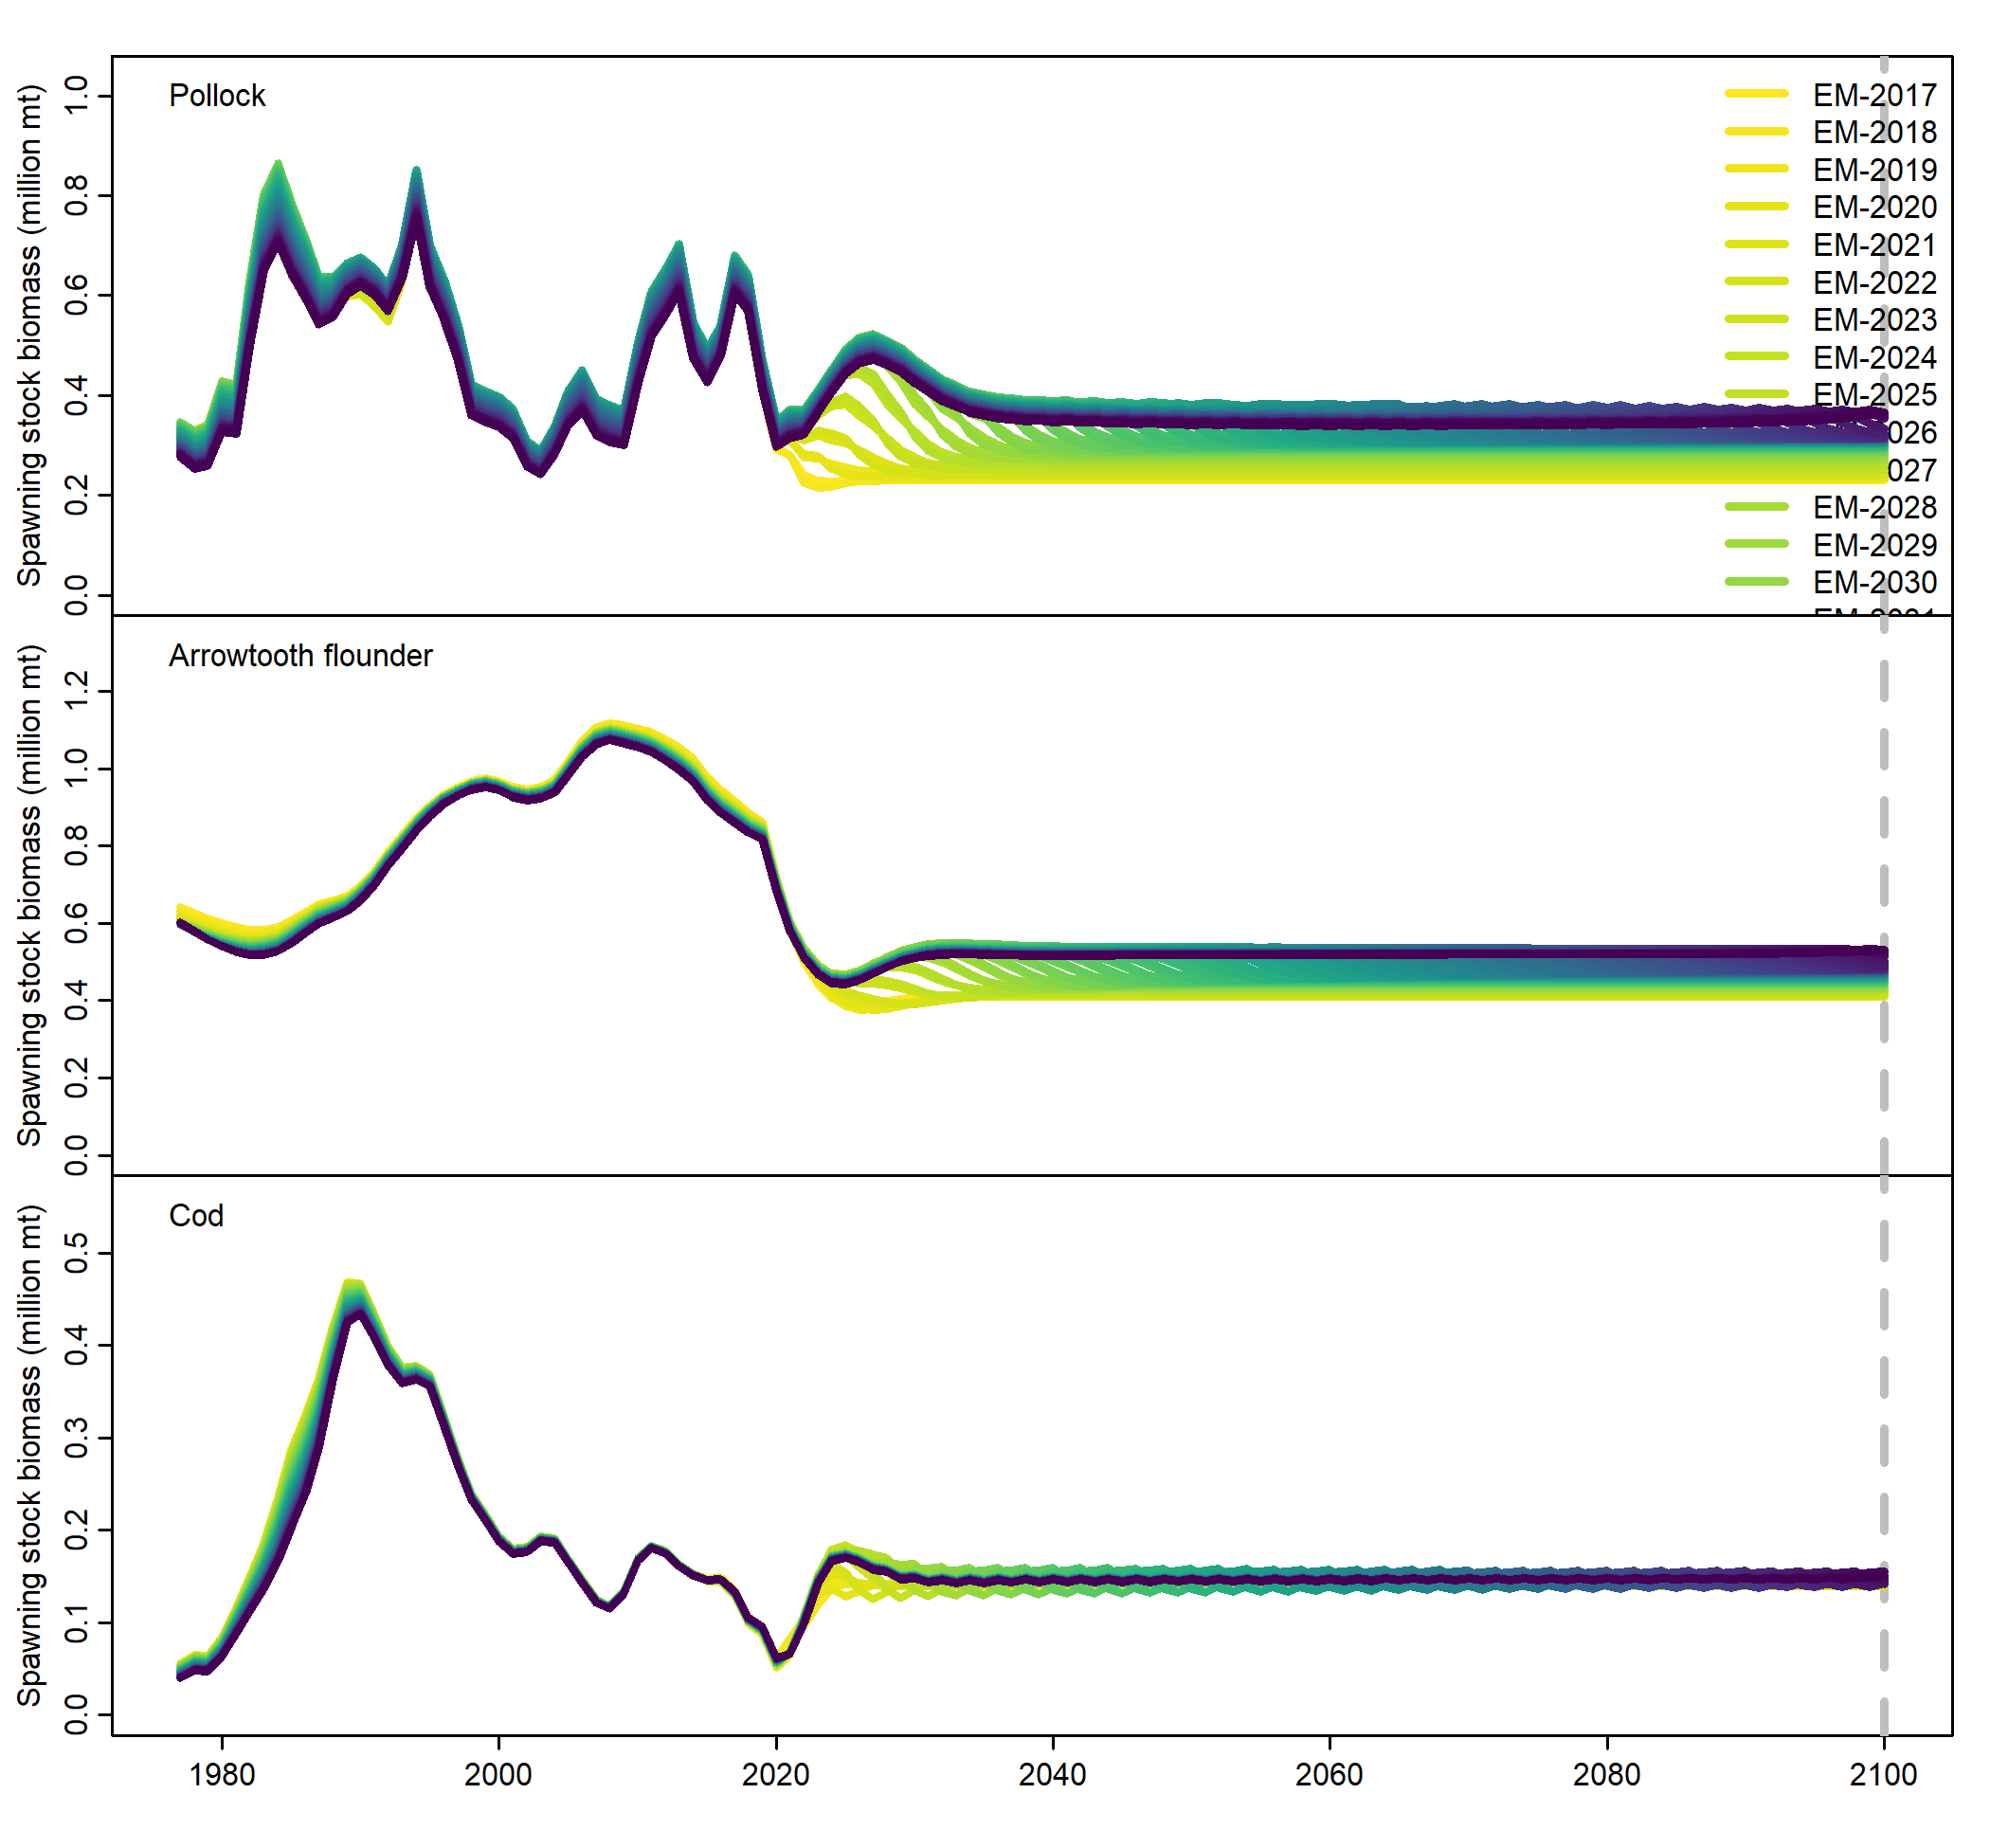 Pollock
Spawning stock biomass (million mt)
1.0
0.8
0.6
0.4
0.2
0.0
EM-2017
EM-2018
EM-2019
EM-2020
EM-2021
EM-2022
EM-2023
EM-2024
EM-2025
026
027
EM-2028
EM-2029
EM-2030
Arrowtooth flounder
Spawning stock biomass (million mt)
1.2
1.0
0.8
0.6
0.4
0.2
0.0
Cod
Spawning stock biomass (million mt)
0.5
0.4
0.3
0.2
0.1
0.0
1980 2000 2020 2040 2060 2080 2100